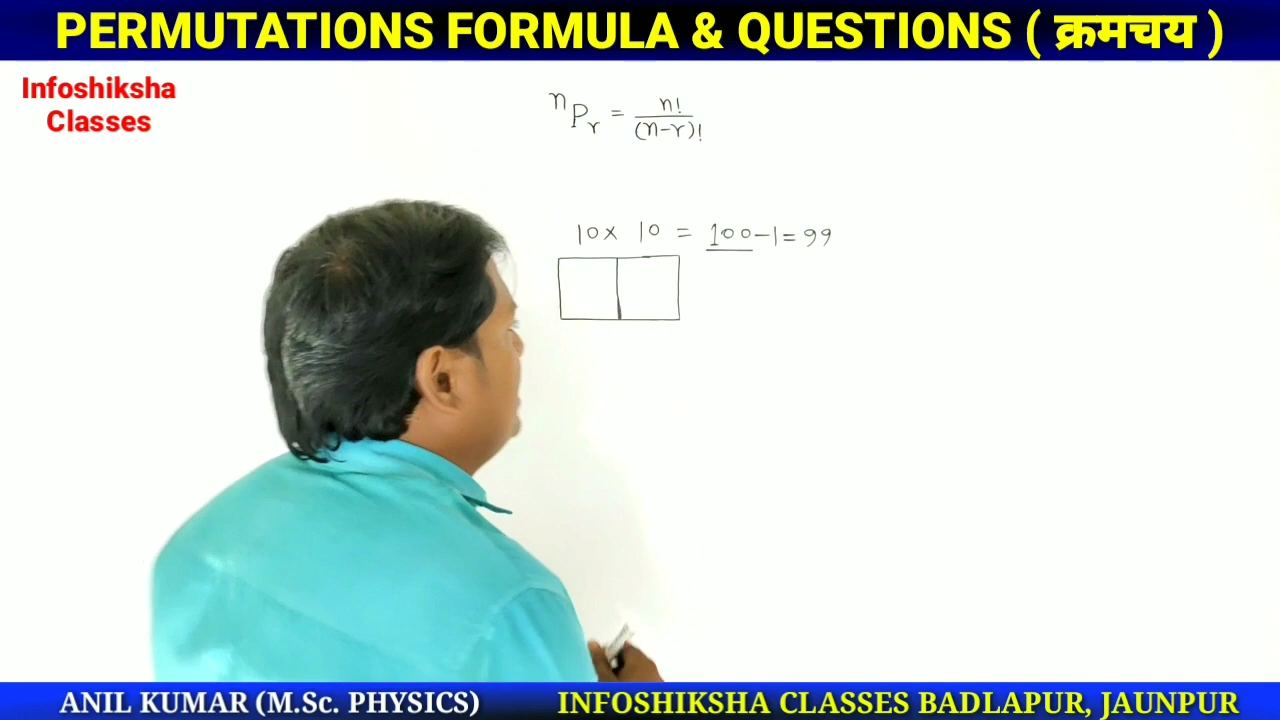 PERMUTATIONS FORMULA & QUESTIONS ( क्रमचय )
Infoshiksha
Classes
nPr = n!/(n-r)!
10 x 10 = 100-1=99
ANIL KUMAR (M.Sc. PHYSICS)
INFOSHIKSHA CLASSES BADLAPUR, JAUNPUR